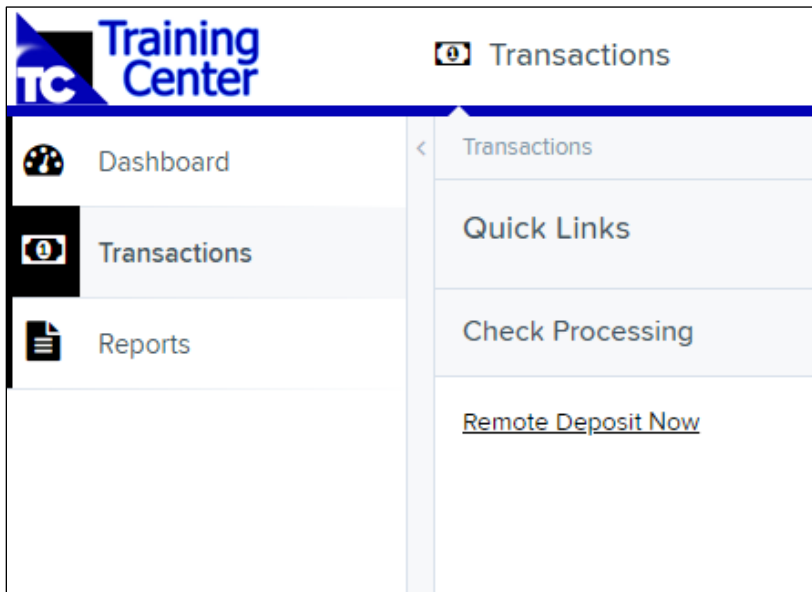 Training
Center
TC
Transactions
Dashboard
Transactions
Reports
Transactions
Quick Links
Check Processing
Remote Deposit Now